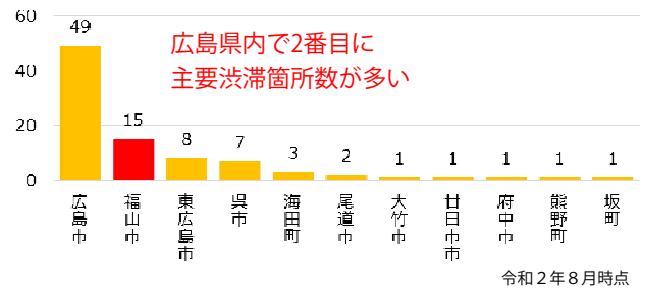 60
40
20
0
49
15
8
7
3
2
1
1
1
1
1
広島県内で2番目に
主要渋滞箇所数が多い
広島市
福山市
東広島市
呉市
海田町
尾道市
大竹市
廿日市市
府中市
熊野町
坂町
令和2年8月時点